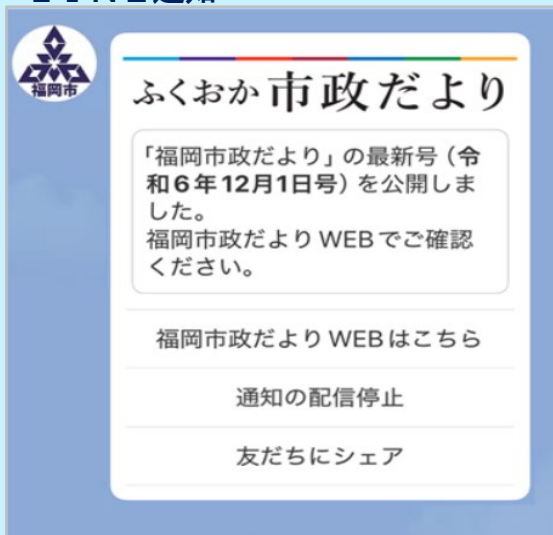 福岡市
ふくおか市政だより
「福岡市政だより」の最新号（令
和6年12月1日号）を公開しま
した。
福岡市政だよりWEBでご確認
ください。
福岡市政だよりWEBはこちら
通知の配信停止
友だちにシェア